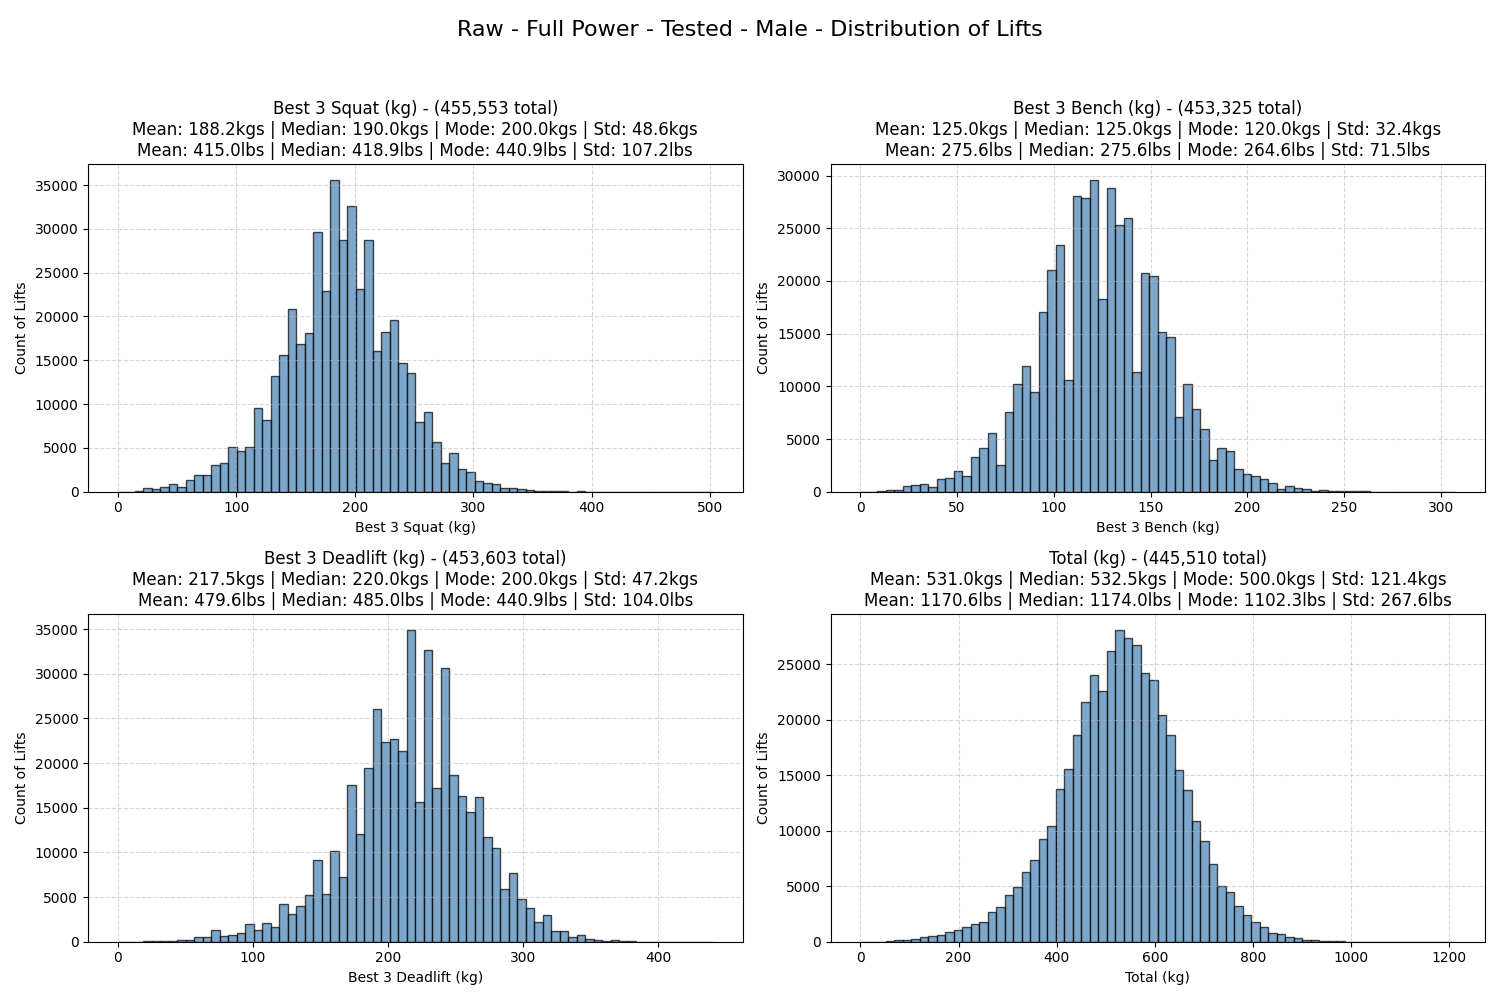 Raw - Full Power - Tested - Male - Distribution of Lifts
Best 3 Squat (kg) - (455,553 total)
Mean: 188.2kgs | Median: 190.0kgs | Mode: 200.0kgs | Std: 48.6kgs
Mean: 415.0lbs | Median: 418.9lbs | Mode: 440.9lbs | Std: 107.2lbs
35000
30000
25000
20000
15000
10000
5000
0
Count of Lifts
0 100 200 300 400 500
Best 3 Squat (kg)
Best 3 Bench (kg) - (453,325 total)
Mean: 125.0kgs | Median: 125.0kgs | Mode: 120.0kgs | Std: 32.4kgs
Mean: 275.6lbs | Median: 275.6lbs | Mode: 264.6lbs | Std: 71.5lbs
30000
25000
20000
15000
10000
5000
0
Count of Lifts
0 50 100 150 200 250 300
Best 3 Bench (kg)
Best 3 Deadlift (kg) - (453,603 total)
Mean: 217.5kgs | Median: 220.0kgs | Mode: 200.0kgs | Std: 47.2kgs
Mean: 479.6lbs | Median: 485.0lbs | Mode: 440.9lbs | Std: 104.0lbs
35000
30000
25000
20000
15000
10000
5000
0
Count of Lifts
0 100 200 300 400
Best 3 Deadlift (kg)
Total (kg) - (445,510 total)
Mean: 531.0kgs | Median: 532.5kgs | Mode: 500.0kgs | Std: 121.4kgs
Mean: 1170.6lbs | Median: 1174.0lbs | Mode: 1102.3lbs | Std: 267.6lbs
25000
20000
15000
10000
5000
0
Count of Lifts
0 200 400 600 800 1000 1200
Total (kg)